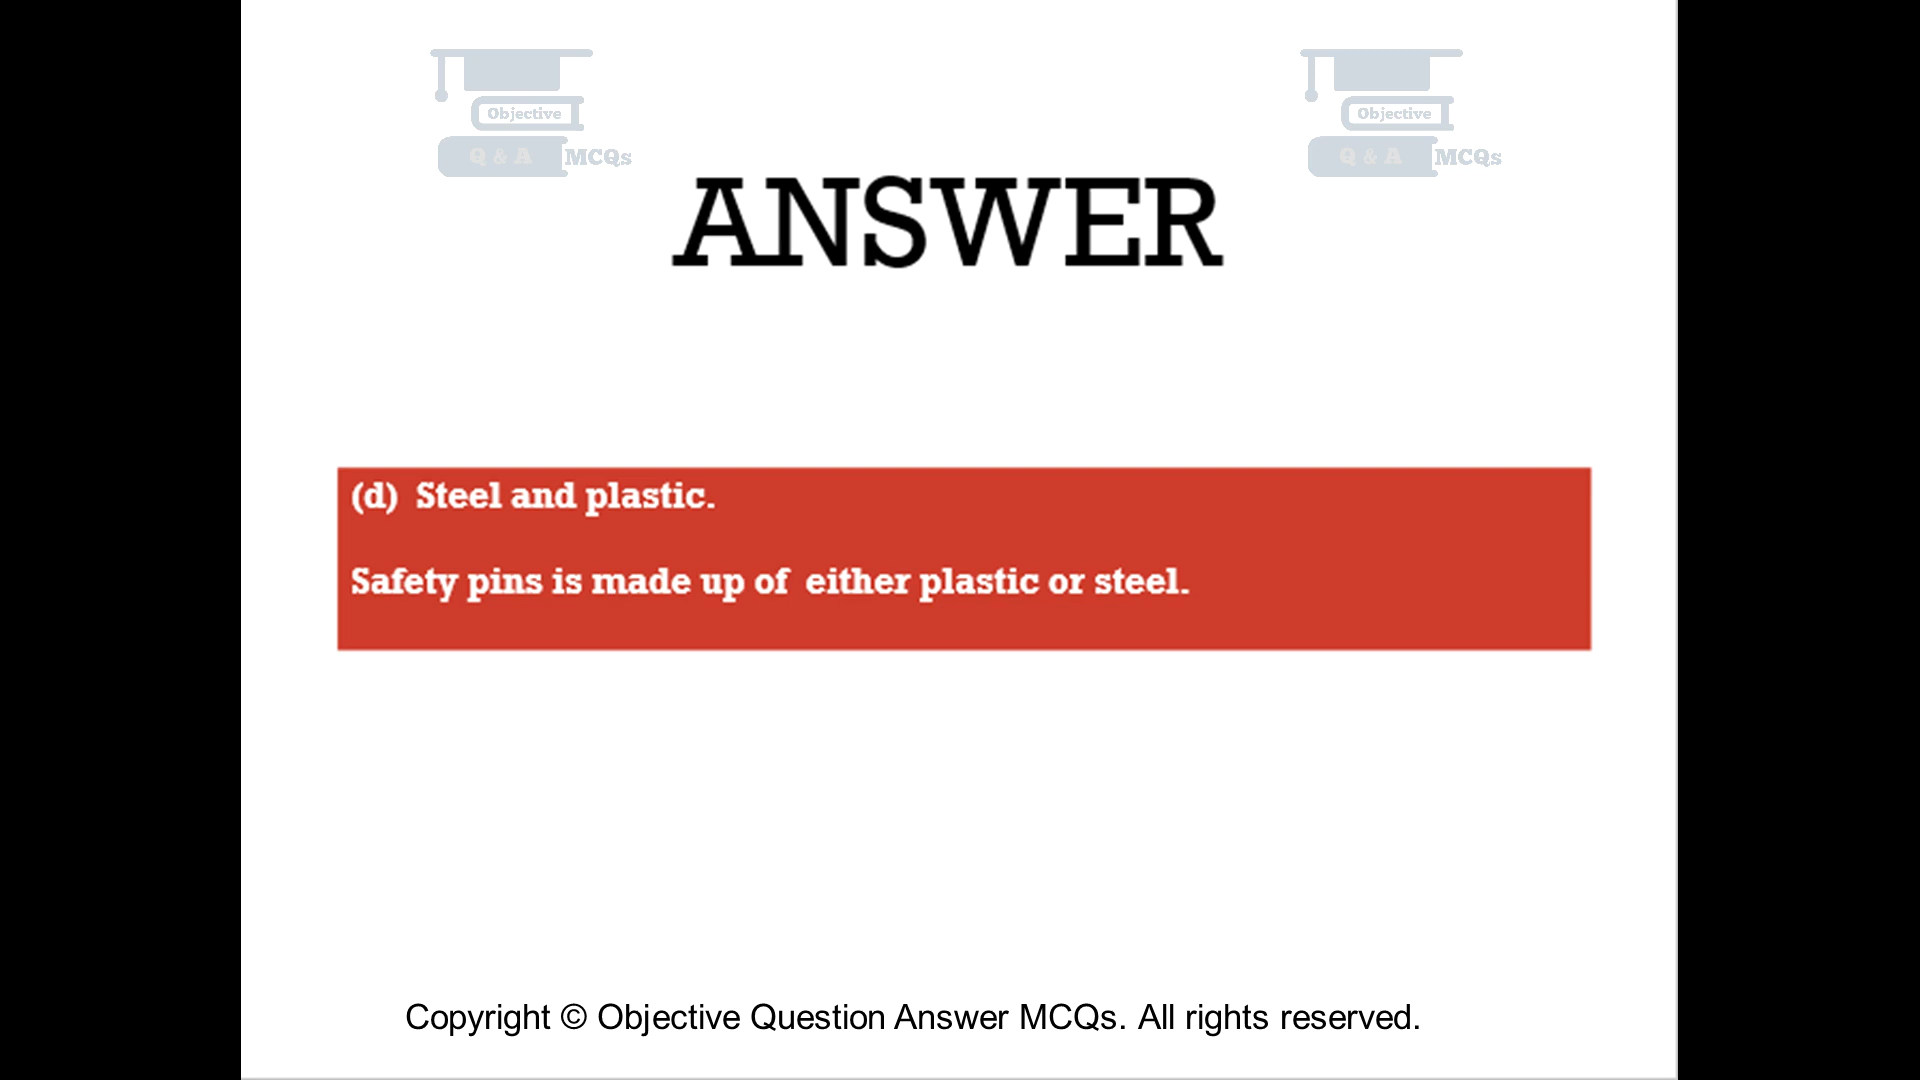 Objective
Q & A MCQs
Objective
Q & A MCQs
ANSWER
(d) Steel and plastic.
Safety pins is made up of either plastic or steel.
Copyright © Objective Question Answer MCQs. All rights reserved.